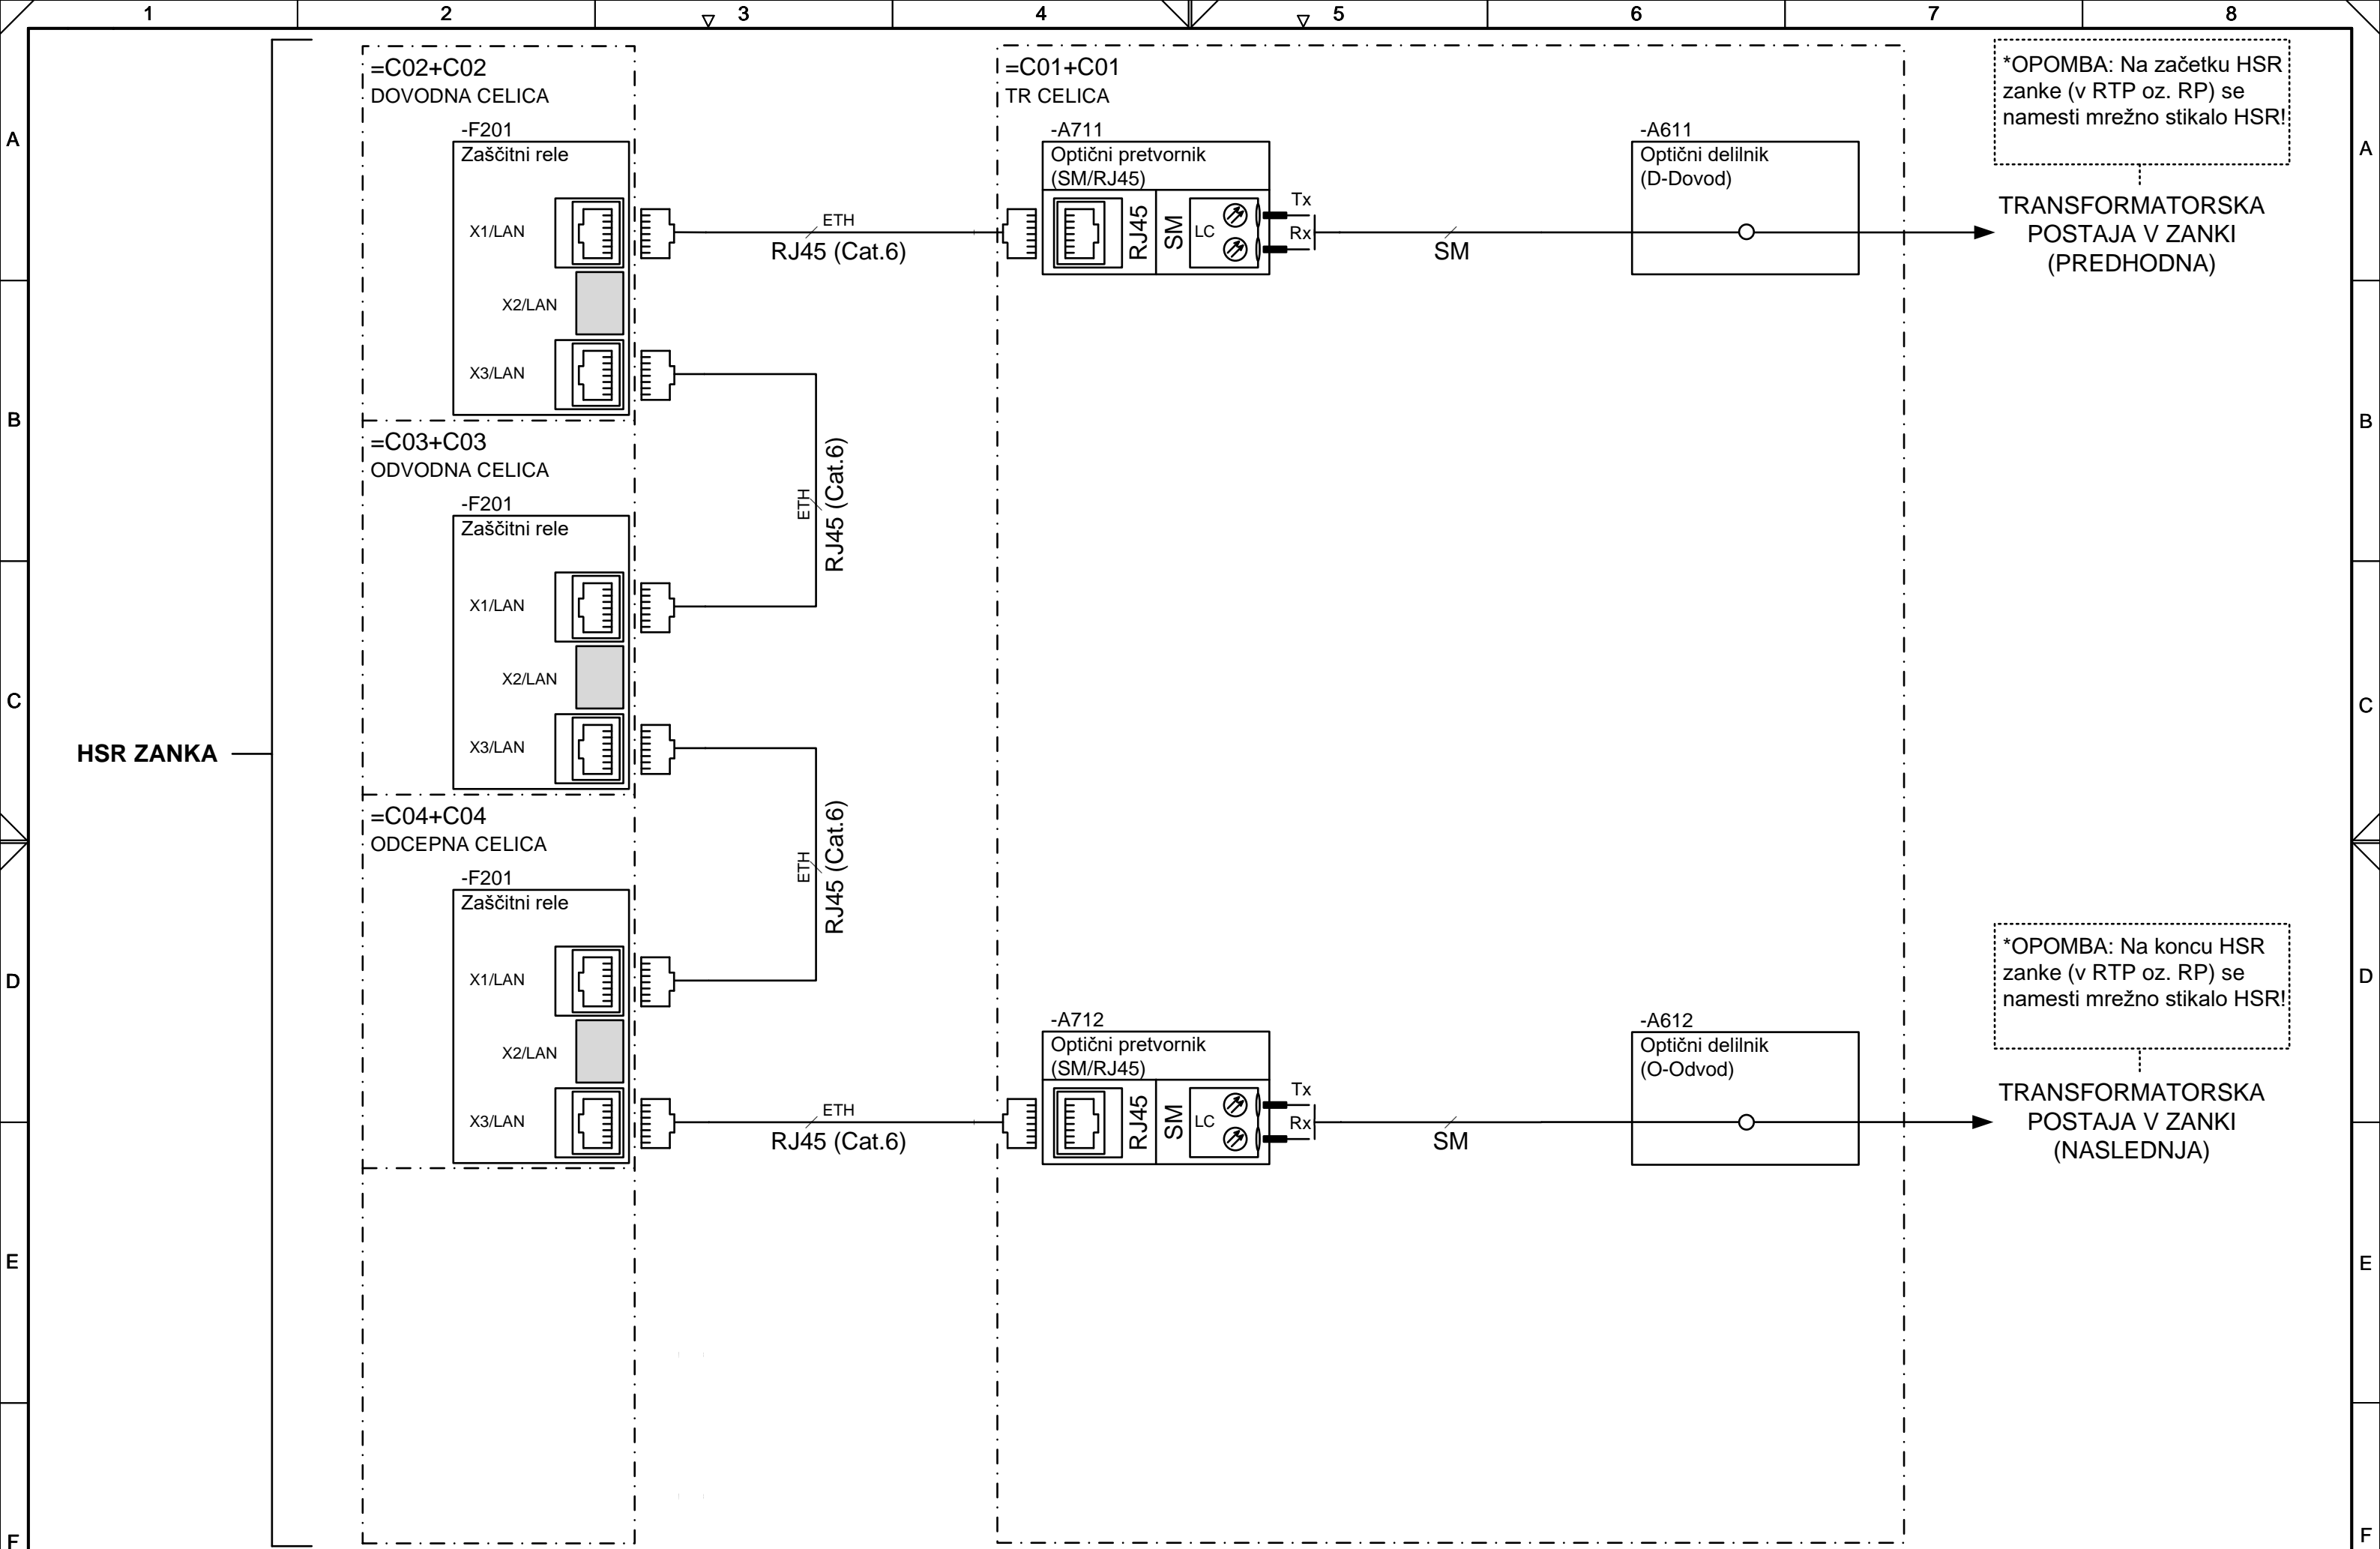 1 2 3 4 5 6 7 8
A
B
C
D
E
F
A
B
C
D
E
F
HSR ZANKA
=C02+C02
DOVODNA CELICA
-F201
Zaščitni rele
X1/LAN
X2/LAN
X3/LAN
=C03+C03
ODVODNA CELICA
-F201
Zaščitni rele
X1/LAN
X2/LAN
X3/LAN
=C04+C04
ODCEPNA CELICA
-F201
Zaščitni rele
X1/LAN
X2/LAN
X3/LAN
ETH
RJ45 (Cat.6)
ETH
RJ45 (Cat.6)
ETH
RJ45 (Cat.6)
ETH
RJ45 (Cat.6)
=C01+C01
TR CELICA
-A711
Optični pretvornik
(SM/RJ45)
RJ45
SM
LC
Tx
Rx
SM
-A611
Optični delilnik
(D-Dovod)
*OPOMBA: Na začetku HSR
zanke (v RTP oz. RP) se
namesti mrežno stikalo HSR!
TRANSFORMATORSKA
POSTAJA V ZANKI
(PREDHODNA)
-A712
Optični pretvornik
(SM/RJ45)
RJ45
SM
LC
Tx
Rx
SM
-A612
Optični delilnik
(O-Odvod)
*OPOMBA: Na koncu HSR
zanke (v RTP oz. RP) se
namesti mrežno stikalo HSR!
TRANSFORMATORSKA
POSTAJA V ZANKI
(NASLEDNJA)